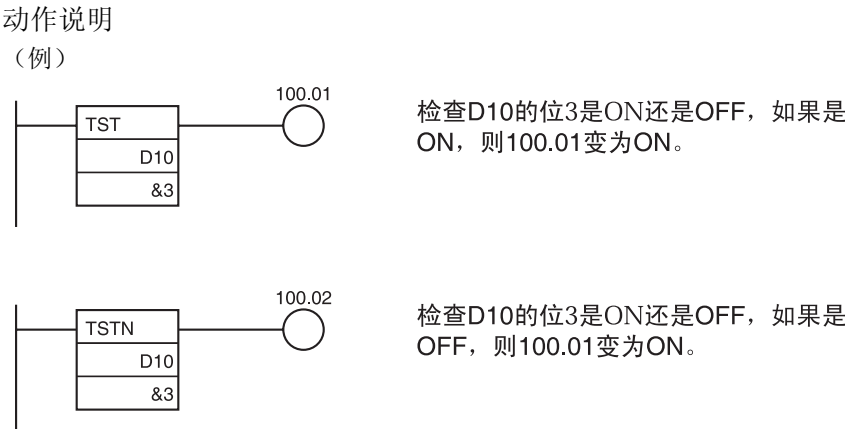 动作说明
（例）
100.01
TST
D10
&3
检查D10的位3是ON还是OFF，如果是
ON，则100.01变为ON。
100.02
TSTN
D10
&3
检查D10的位3是ON还是OFF，如果是
OFF，则100.01变为ON。